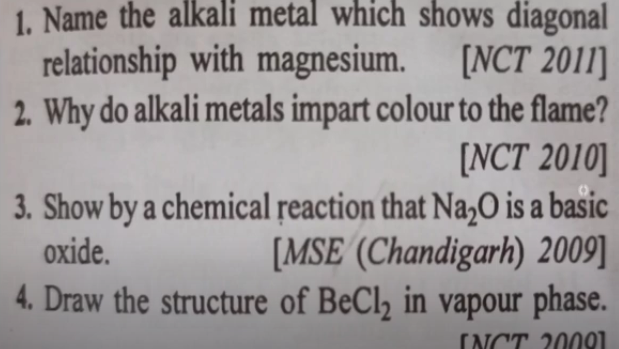 1. Name the alkali metal which shows diagonal
relationship with magnesium. [NCT 2011]
2. Why do alkali metals impart colour to the flame?
[NCT 2010]
3. Show by a chemical reaction that Na₂O is a basic
oxide. [MSE (Chandigarh) 2009]
4. Draw the structure of BeCl₂ in vapour phase.
[NCT 2009]